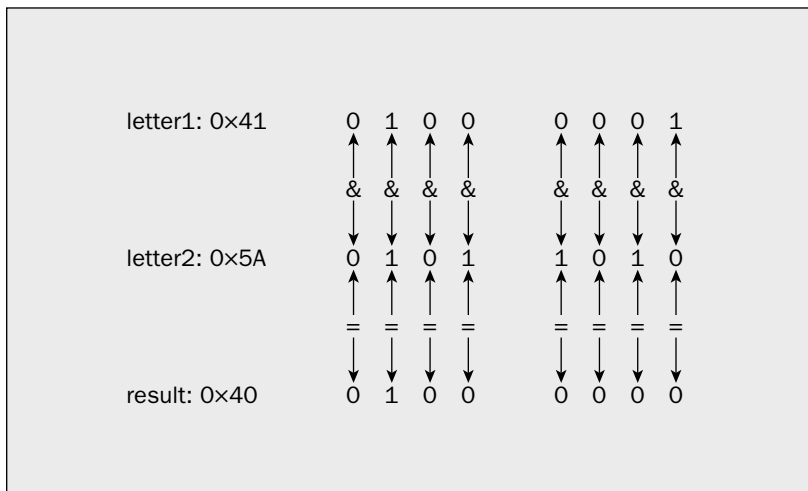 letter1: 0×41 0 1 0 0 0 0 0 1
& & & & & & & &
letter2: 0×5A 0 1 0 1 1 0 1 0
= = = = = = = =
result: 0×40 0 1 0 0 0 0 0 0